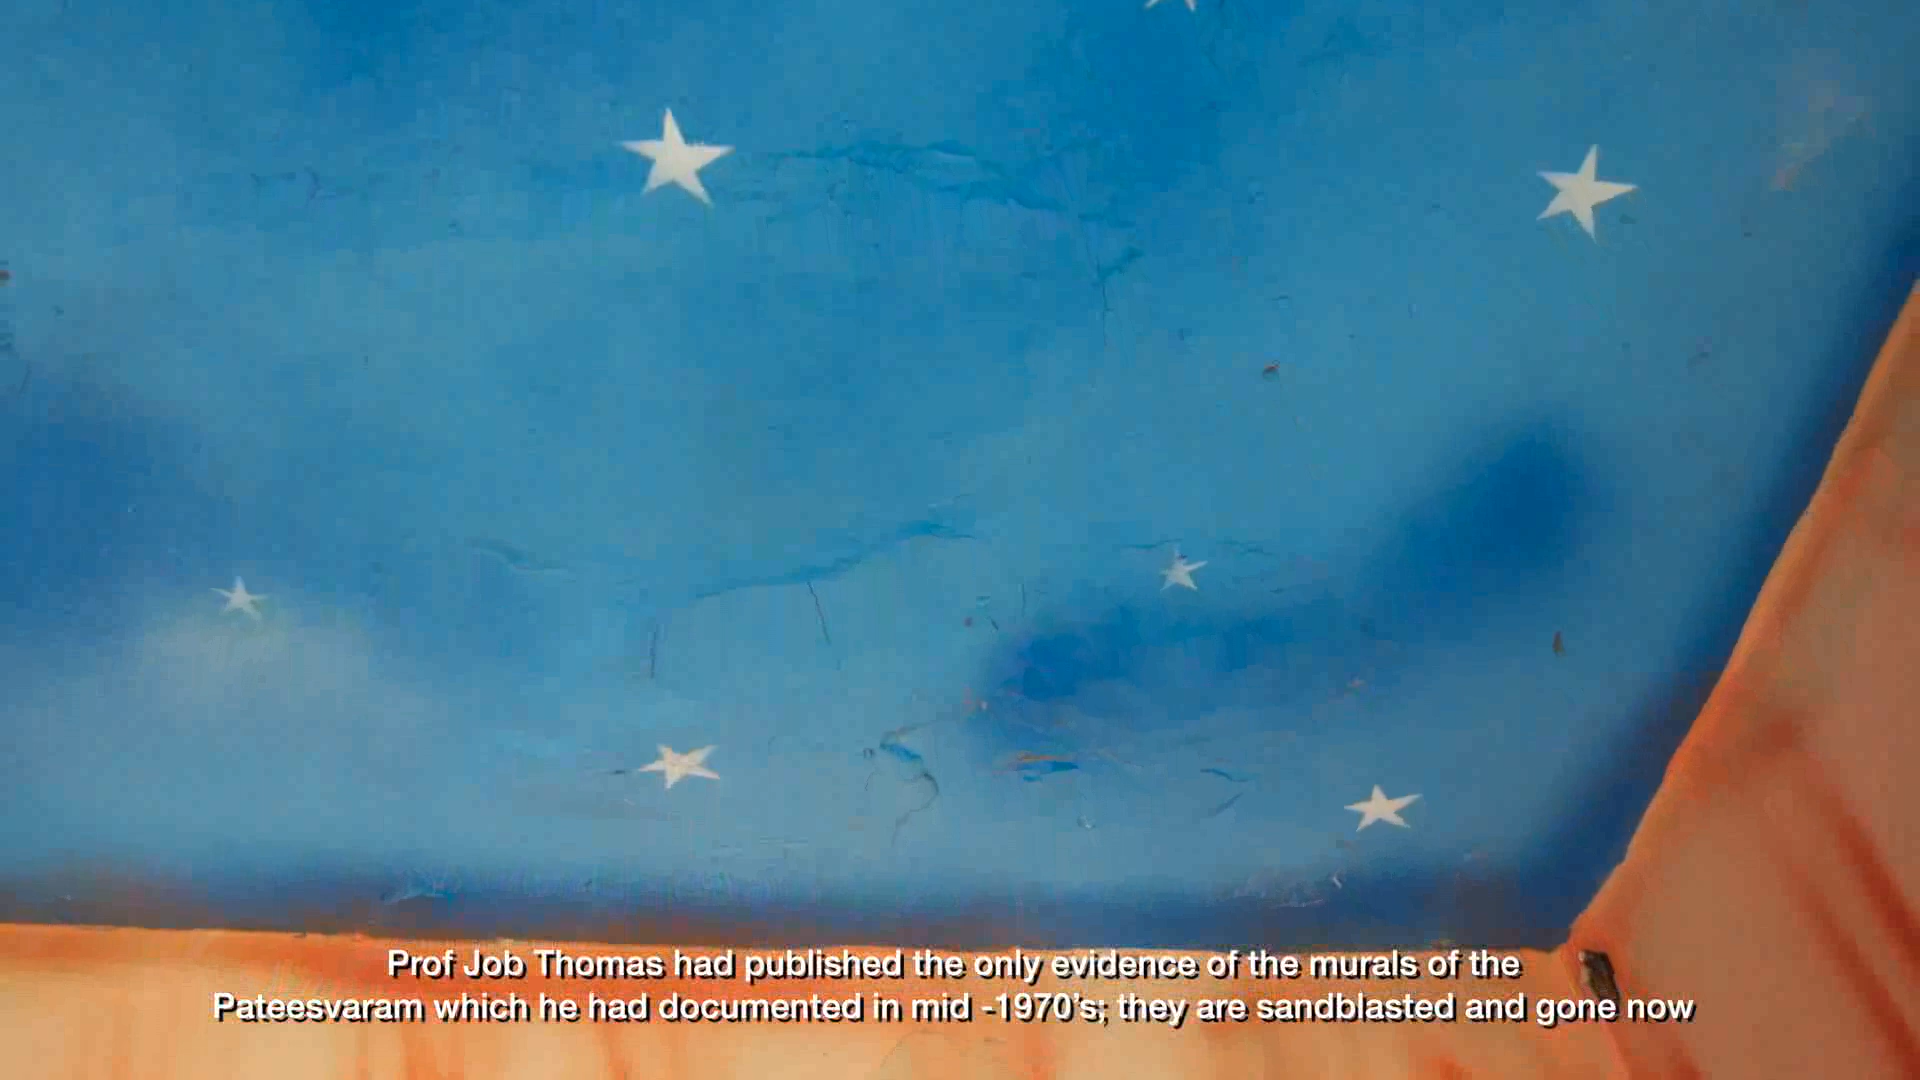 Prof Job Thomas had published the only evidence of the murals of the
Pateesvaram which he had documented in mid -1970's; they are sandblasted and gone now